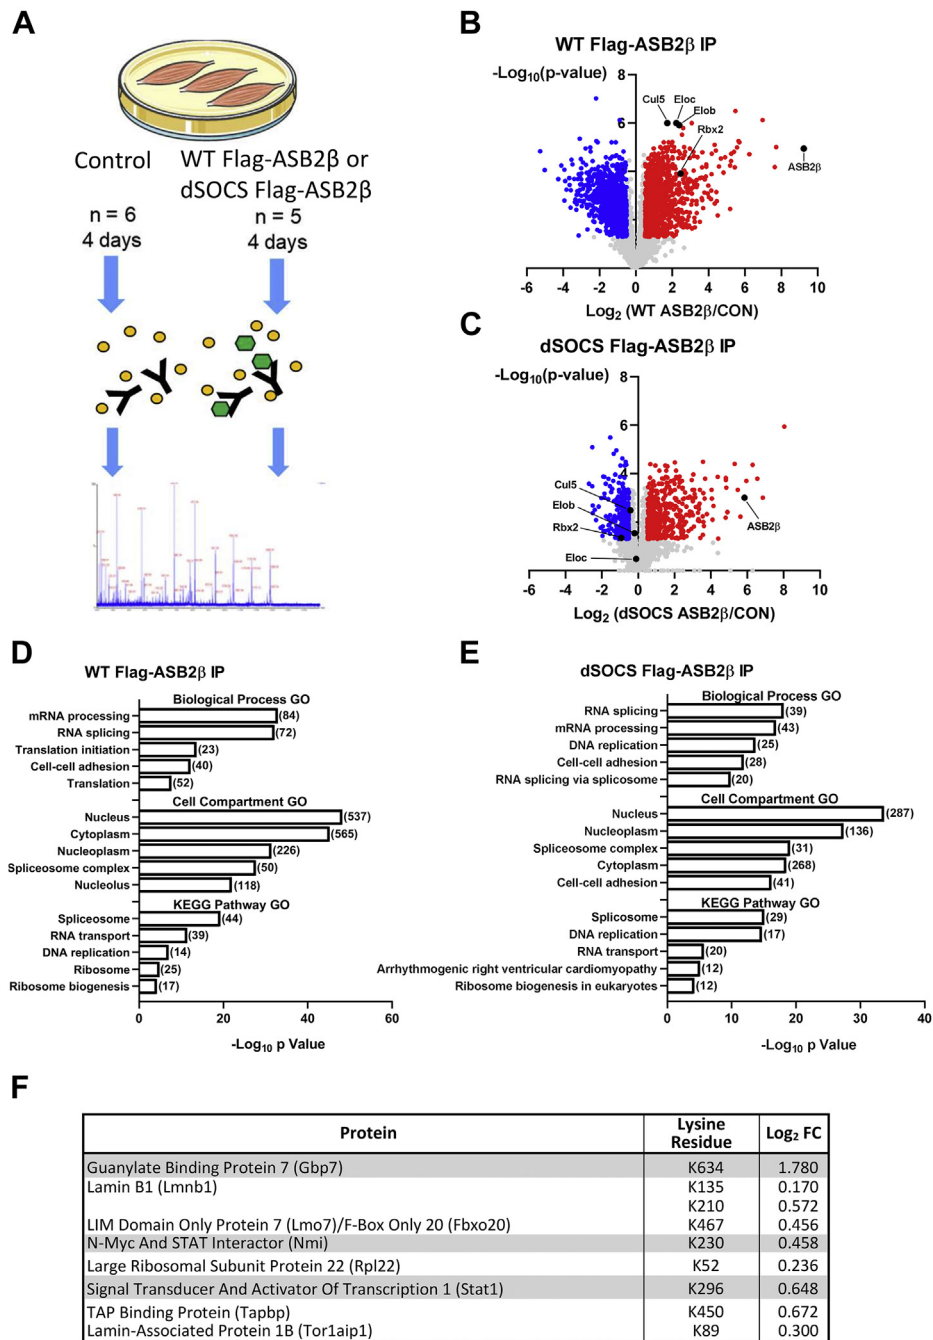 A
Control
WT Flag-ASB2β or
dSOCS Flag-ASB2β
n = 6
4 days
n = 5
4 days
B
WT Flag-ASB2β IP
-Log10(p-value)
8
6
4
2
Cul5
Eloc
Elob
Rbx2
ASB2β
-6 -4 -2 0 2 4 6 8 10
Log2 (WT ASB2β/CON)
C
dSOCS Flag-ASB2β IP
-Log10(p-value)
8
6
4
2
Cul5
Elob
Rbx2
Eloc
ASB2β
-6 -4 -2 0 2 4 6 8 10
Log2 (dSOCS ASB2β/CON)
D
WT Flag-ASB2β IP
Biological Process GO
mRNA processing (84)
RNA splicing (72)
Translation initiation (23)
Cell-cell adhesion (40)
Translation (52)
Cell Compartment GO
Nucleus (537)
Cytoplasm (565)
Nucleoplasm (226)
Spliceosome complex (50)
Nucleolus (118)
KEGG Pathway GO
Spliceosome (44)
RNA transport (39)
DNA replication (14)
Ribosome (25)
Ribosome biogenesis (17)
0 20 40 60
-Log10 p Value
E
dSOCS Flag-ASB2β IP
Biological Process GO
RNA splicing (39)
mRNA processing (43)
DNA replication (25)
Cell-cell adhesion (28)
RNA splicing via splicosome (20)
Cell Compartment GO
Nucleus (287)
Nucleoplasm (136)
Spliceosome complex (31)
Cytoplasm (268)
Cell-cell adhesion (41)
KEGG Pathway GO
Splicosome (29)
DNA replication (17)
RNA transport (20)
Arrhythmogenic right ventricular cardiomyopathy (12)
Ribosome biogenesis in eukaryotes (12)
0 10 20 30 40
-Log10 p Value
F
Protein Lysine Residue Log2 FC
Guanylate Binding Protein 7 (Gbp7) K634 1.780
Lamin B1 (Lmnb1) K135 0.170
K210 0.572
LIM Domain Only Protein 7 (Lmo7)/F-Box Only 20 (Fbxo20) K467 0.456
N-Myc And STAT Interactor (Nmi) K230 0.458
Large Ribosomal Subunit Protein 22 (Rpl22) K52 0.236
Signal Transducer And Activator Of Transcription 1 (Stat1) K296 0.648
TAP Binding Protein (Tapbp) K450 0.672
Lamin-Associated Protein 1B (Tor1aip1) K89 0.300